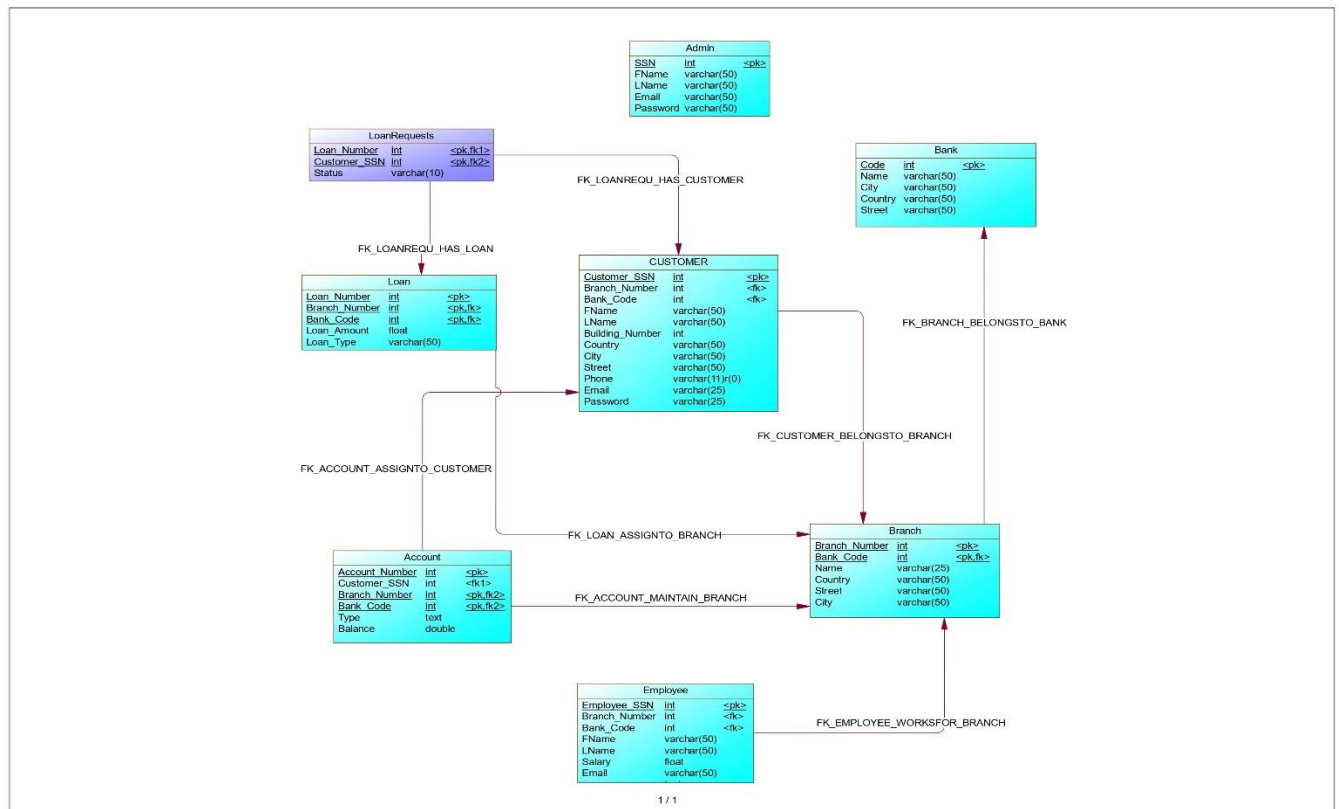 Admin
SSN int <pk>
FName varchar(50)
LName varchar(50)
Email varchar(50)
Password varchar(50)
LoanRequests
Loan_Number int <pk,fk1>
Customer_SSN int <pk,fk2>
Status varchar(10)
Bank
Code int <pk>
Name varchar(50)
City varchar(50)
Country varchar(50)
Street varchar(50)
FK_LOANREQU_HAS_CUSTOMER
FK_LOANREQU_HAS_LOAN
CUSTOMER
Customer_SSN int <pk>
Branch_Number int <fk>
Bank_Code int <fk>
FName varchar(50)
LName varchar(50)
Building_Number int
Country varchar(50)
City varchar(50)
Street varchar(50)
Phone varchar(11)r(0)
Email varchar(25)
Password varchar(25)
Loan
Loan_Number int <pk>
Branch_Number int <pk,fk>
Bank_Code int <pk,fk>
Loan_Amount float
Loan_Type varchar(50)
FK_BRANCH_BELONGSTO_BANK
FK_CUSTOMER_BELONGSTO_BRANCH
FK_ACCOUNT_ASSIGNTO_CUSTOMER
FK_LOAN_ASSIGNTO_BRANCH
Branch
Branch_Number int <pk>
Bank_Code int <pk,fk>
Name varchar(25)
Country varchar(50)
Street varchar(50)
City varchar(50)
Account
Account_Number int <pk>
Customer_SSN int <fk1>
Branch_Number int <pk,fk2>
Bank_Code int <pk,fk2>
Type text
Balance double
FK_ACCOUNT_MAINTAIN_BRANCH
Employee
Employee_SSN int <pk>
Branch_Number int <fk>
Bank_Code int <fk>
FName varchar(50)
LName varchar(50)
Salary float
Email varchar(50)
FK_EMPLOYEE_WORKSFOR_BRANCH
1 / 1